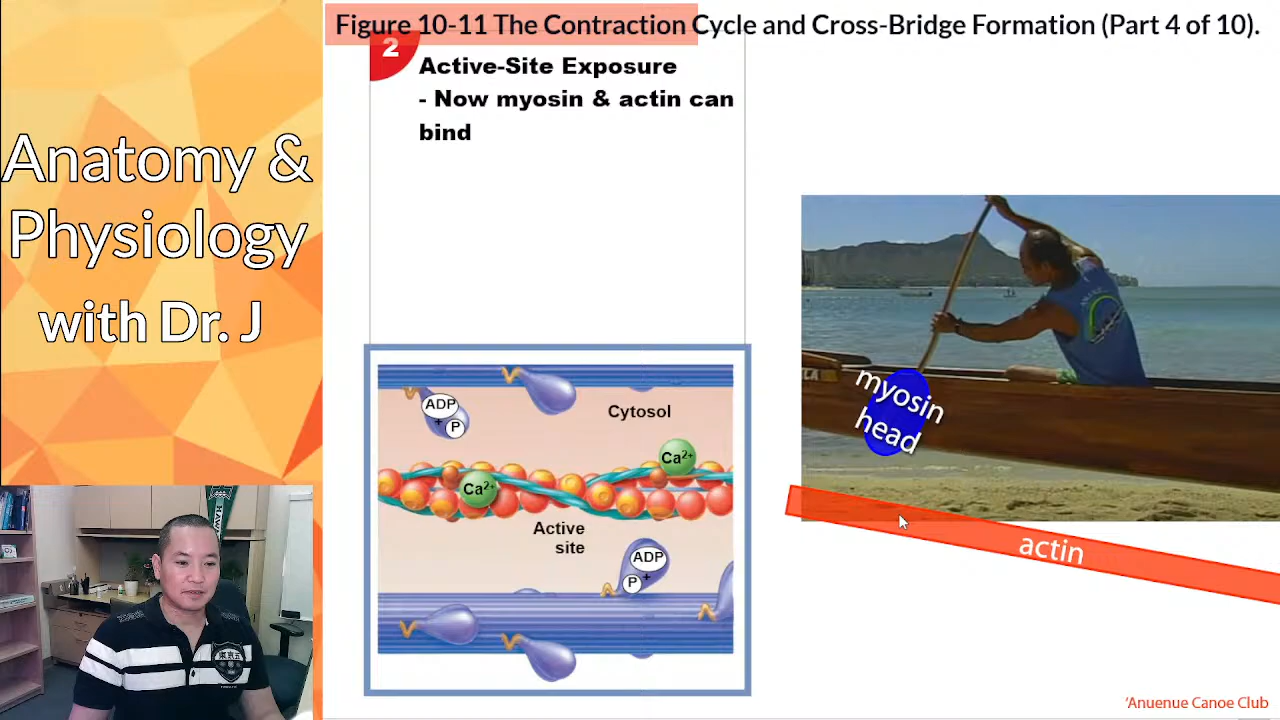 Figure 10-11 The Contraction Cycle and Cross-Bridge Formation (Part 4 of 10).
2
Active-Site Exposure
- Now myosin & actin can
bind
Anatomy &
Physiology
with Dr. J
ADP
+
P
Cytosol
Ca²⁺
Ca²⁺
Active
site
ADP
P +
myosin
head
actin
'Anuenue Canoe Club